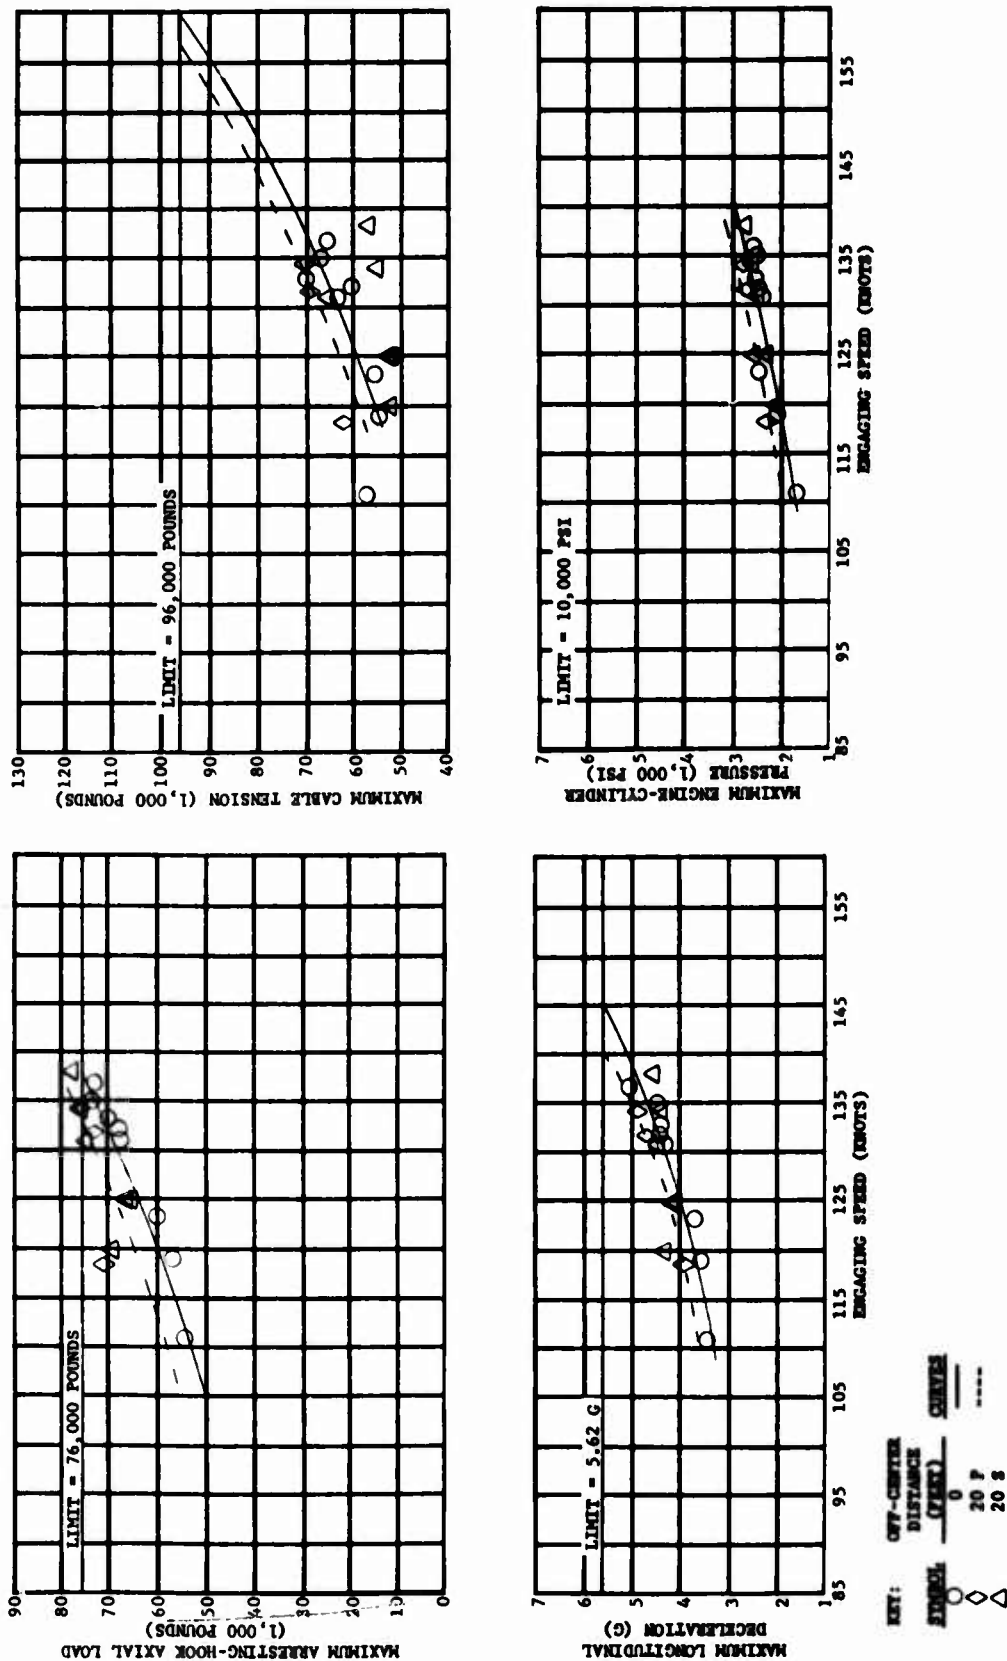 MAXIMUM ARRESTING-HOOK AXIAL LOAD
(1,000 POUNDS)
90
80
70
60
50
40
30
20
10
0
LIMIT = 76,000 POUNDS
MAXIMUM CABLE TENSION (1,000 POUNDS)
130
120
110
100
90
80
70
60
50
40
LIMIT = 96,000 POUNDS
MAXIMUM LONGITUDINAL
DECELERATION (G)
7
6
5
4
3
2
1
LIMIT = 5.62 G
85
95
105
115
125
135
145
155
ENGAGING SPEED (KNOTS)
MAXIMUM ENGINE-CYLINDER
PRESSURE (1,000 PSI)
7
6
5
4
3
2
1
LIMIT = 10,000 PSI
85
95
105
115
125
135
145
155
ENGAGING SPEED (KNOTS)
KEY:
OFF-CENTER
DISTANCE
SYMBOL (FEET) CURVES
0
20 P
20 S